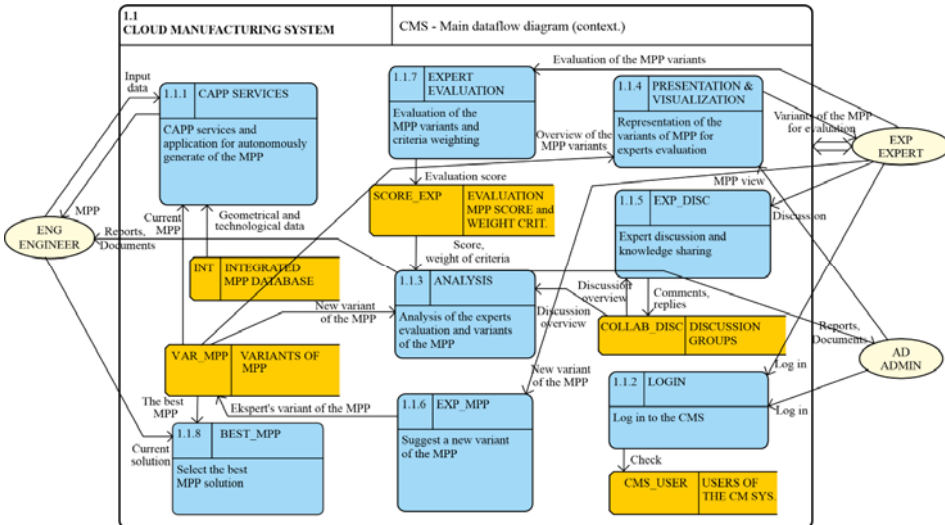 1.1
CLOUD MANUFACTURING SYSTEM
CMS - Main dataflow diagram (context.)
Input
data
1.1.1 CAPP SERVICES
CAPP services and
application for autonomously
generate of the MPP
1.1.7 EXPERT
EVALUATION
Evaluation of the
MPP variants and
criteria weighting
Evaluation of the MPP variants
1.1.4 PRESENTATION &
VISUALIZATION
Representation of the
variants of MPP for
experts evaluation
Overview of the
MPP variants
Variants of the MPP
for evaluation
EXP
EXPERT
Evaluation score
MPP view
SCORE_EXP EVALUATION
MPP SCORE and
WEIGHT CRIT.
1.1.5 EXP_DISC
Expert discussion and
knowledge sharing
Discussion
MPP
Current
MPP
Geometrical and
technological data
ENG
ENGINEER
Reports,
Documents
Score,
weight of criteria
INT INTEGRATED
MPP DATABASE
1.1.3 ANALYSIS
Analysis of the experts
evaluation and variants
of the MPP
New variant
of the MPP
Discussion
overview
Discussion
overview
Comments,
replies
COLLAB_DISC DISCUSSION
GROUPS
Reports,
Documents
AD
ADMIN
VAR_MPP VARIANTS OF
MPP
New variant
of the MPP
Log in
1.1.2 LOGIN
Log in to the CMS
Log in
The best
MPP
Ekspert's variant of the MPP
1.1.6 EXP_MPP
Suggest a new variant
of the MPP
1.1.8 BEST_MPP
Select the best
MPP solution
Current
solution
Check
CMS_USER USERS OF
THE CM SYS.